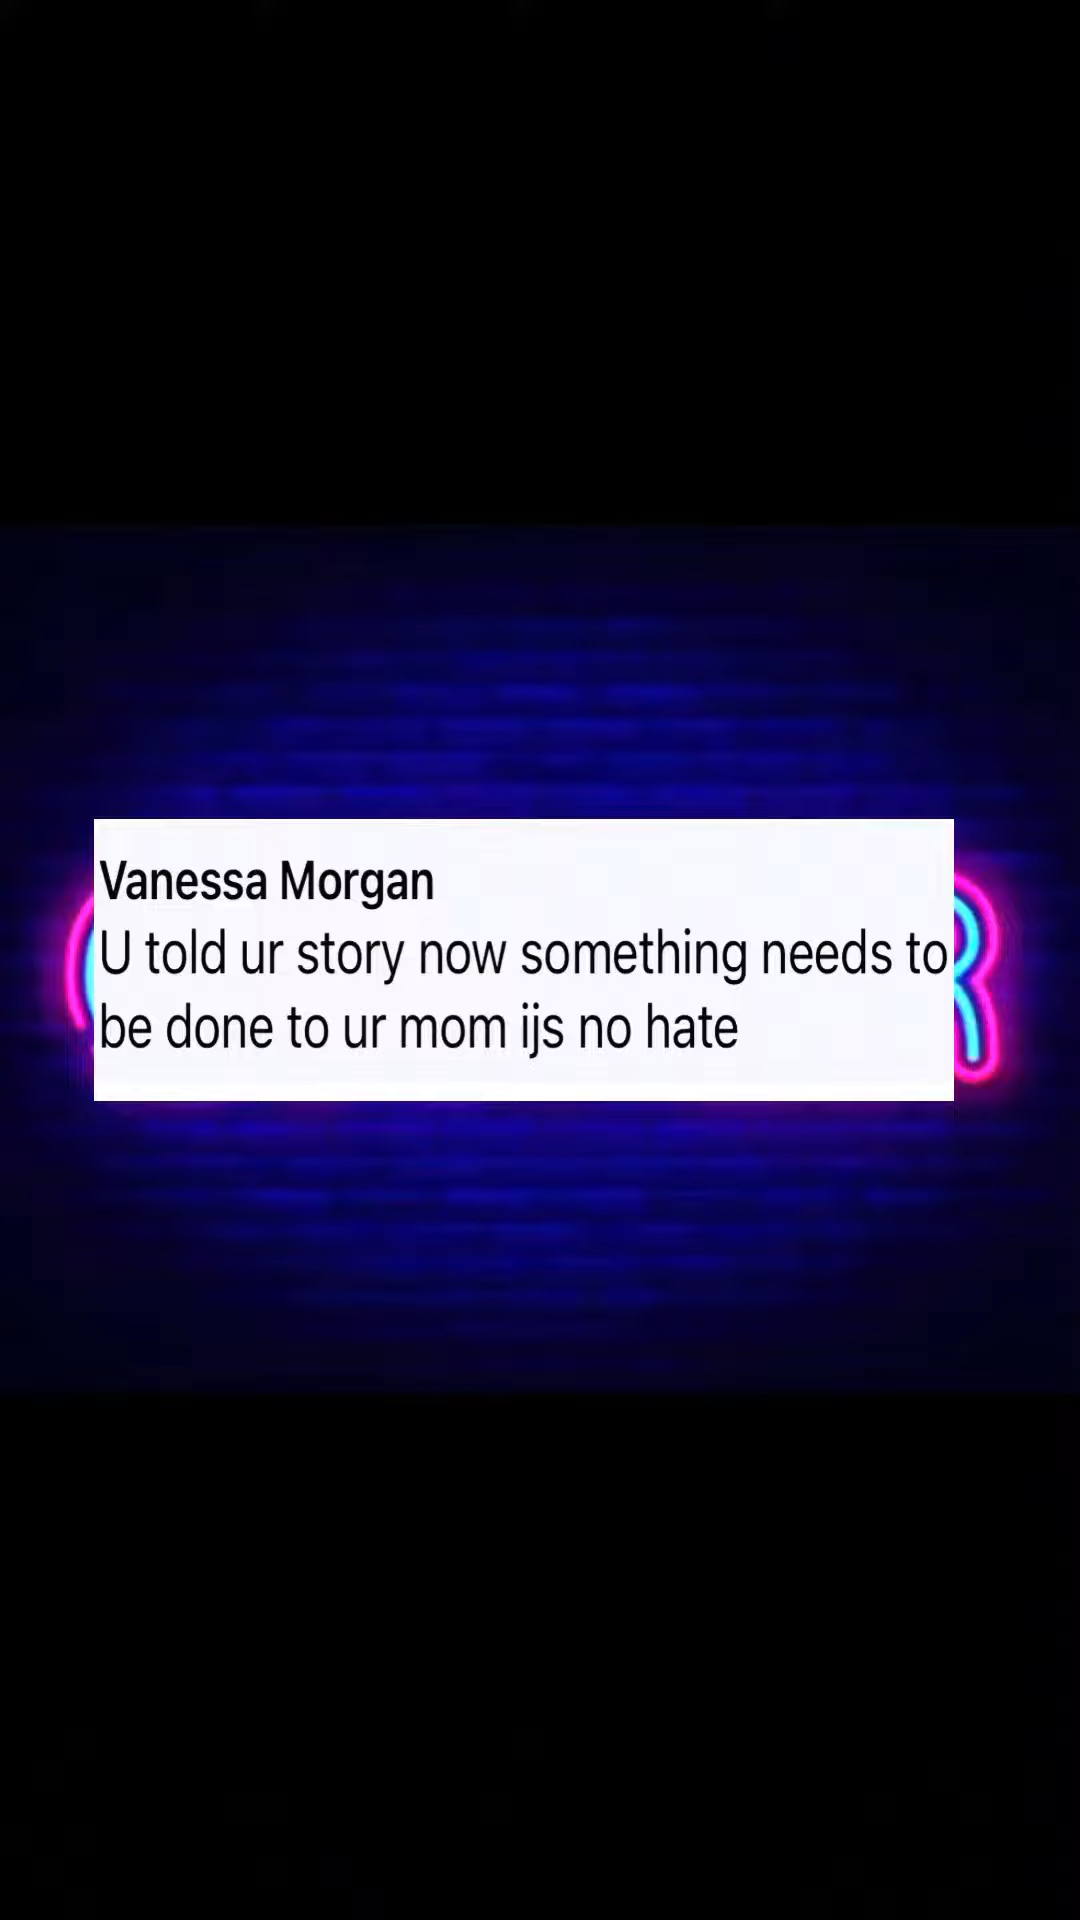 Vanessa Morgan
U told ur story now something needs to
be done to ur mom ijs no hate